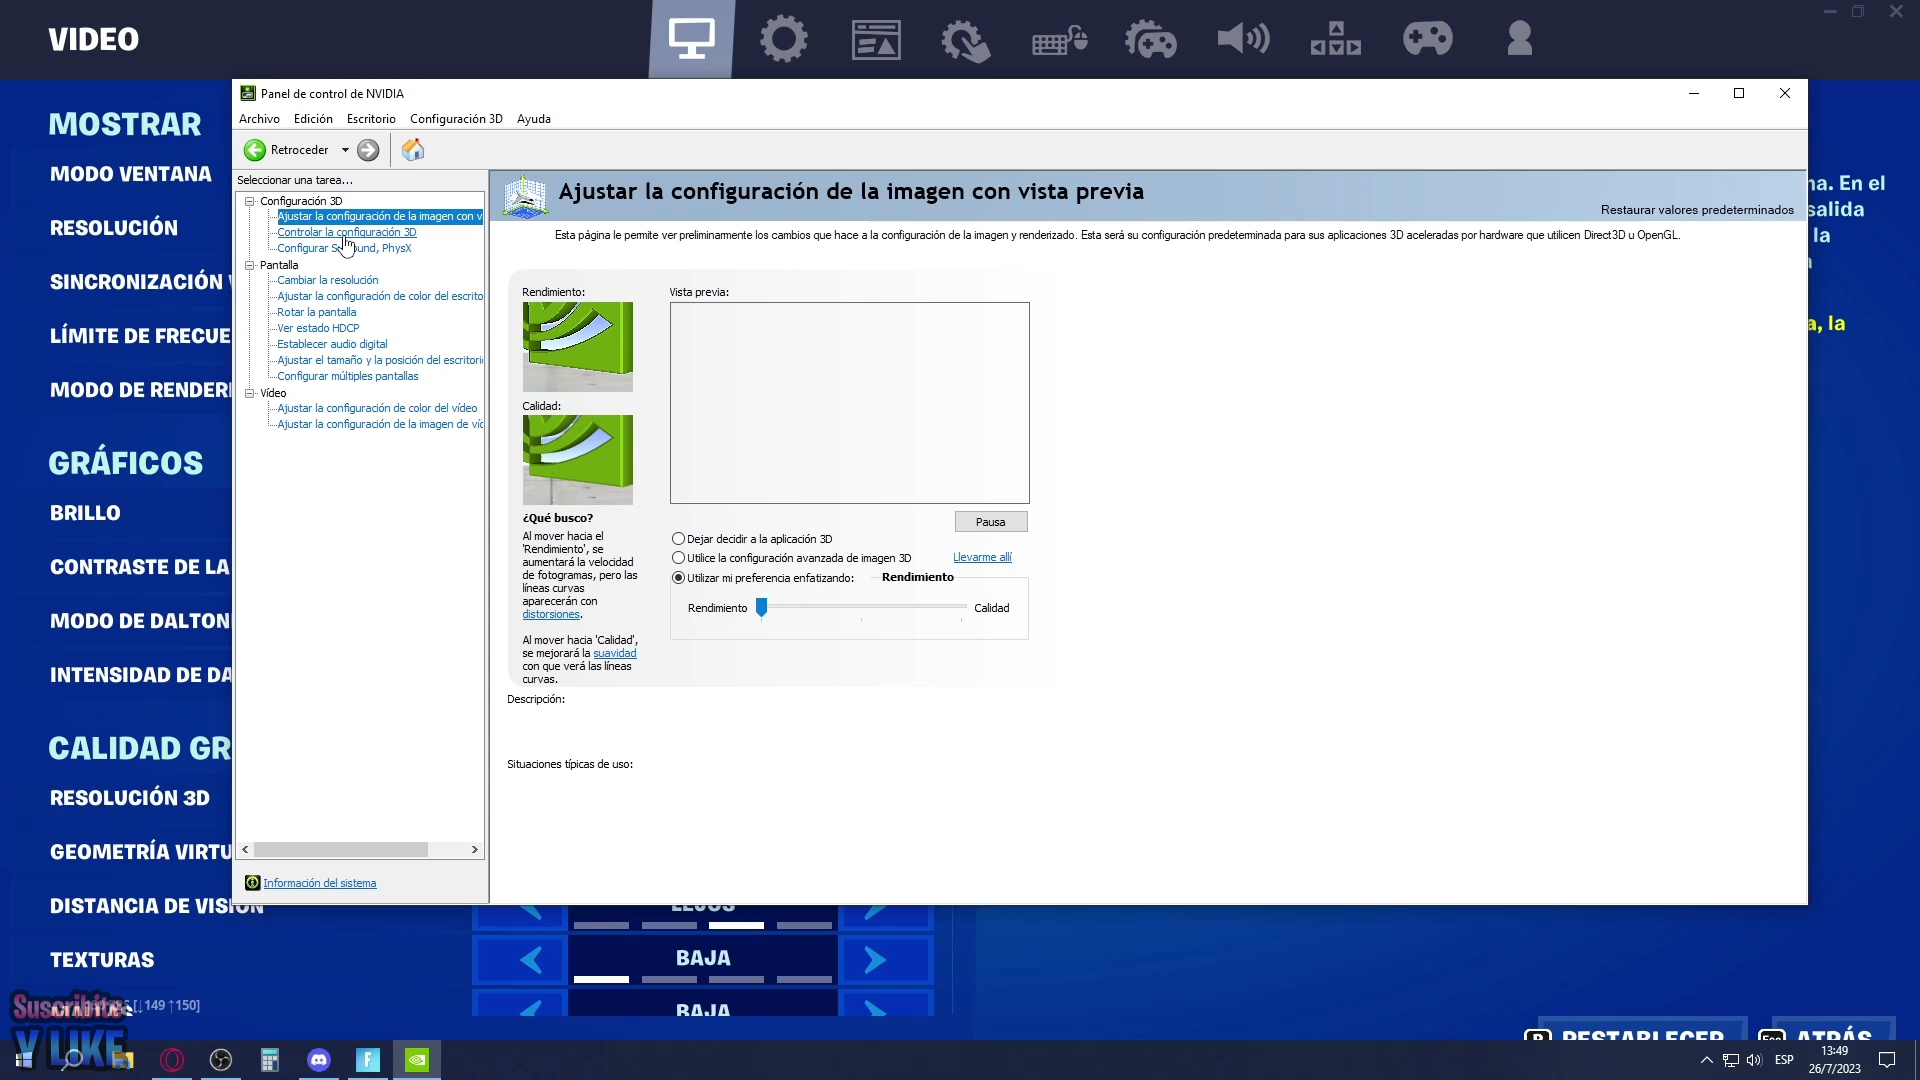 VIDEO
Panel de control de NVIDIA
Archivo Edición Escritorio Configuración 3D Ayuda
Retroceder
Seleccionar una tarea...
Configuración 3D
Ajustar la configuración de la imagen con v
Controlar la configuración 3D
Configurar S ound, PhysX
Pantalla
Cambiar la resolución
Ajustar la configuración de color del escrito
Rotar la pantalla
Ver estado HDCP
Establecer audio digital
Ajustar el tamaño y la posición del escritori
Configurar múltiples pantallas
Vídeo
Ajustar la configuración de color del vídeo
Ajustar la configuración de la imagen de víd
Información del sistema
Ajustar la configuración de la imagen con vista previa
Restaurar valores predeterminados
Esta página le permite ver preliminarmente los cambios que hace a la configuración de la imagen y renderizado. Esta será su configuración predeterminada para sus aplicaciones 3D aceleradas por hardware que utilicen Direct3D u OpenGL.
Rendimiento:
Calidad:
¿Qué busco?
Al mover hacia el
'Rendimiento', se
aumentará la velocidad
de fotogramas, pero las
líneas curvas
aparecerán con
distorsiones.
Al mover hacia 'Calidad',
se mejorará la suavidad
con que verá las líneas
curvas.
Vista previa:
Pausa
Dejar decidir a la aplicación 3D
Utilice la configuración avanzada de imagen 3D Llevarme allí
Utilizar mi preferencia enfatizando: Rendimiento
Rendimiento Calidad
Descripción:
Situaciones típicas de uso:
MOSTRAR
MODO VENTANA
RESOLUCIÓN
SINCRONIZACIÓN V
LÍMITE DE FRECUE
MODO DE RENDERI
GRÁFICOS
BRILLO
CONTRASTE DE LA
MODO DE DALTON
INTENSIDAD DE DA
CALIDAD GR
RESOLUCIÓN 3D
GEOMETRÍA VIRTU
DISTANCIA DE VISIÓN LEJOS
TEXTURAS BAJA
BAJA
na. En el
salida
la
a, la
[↓149 ↑150]
Suscribite
Y LIKE
R RESTABLECER
Esc ATRÁS
ESP
13:49
26/7/2023